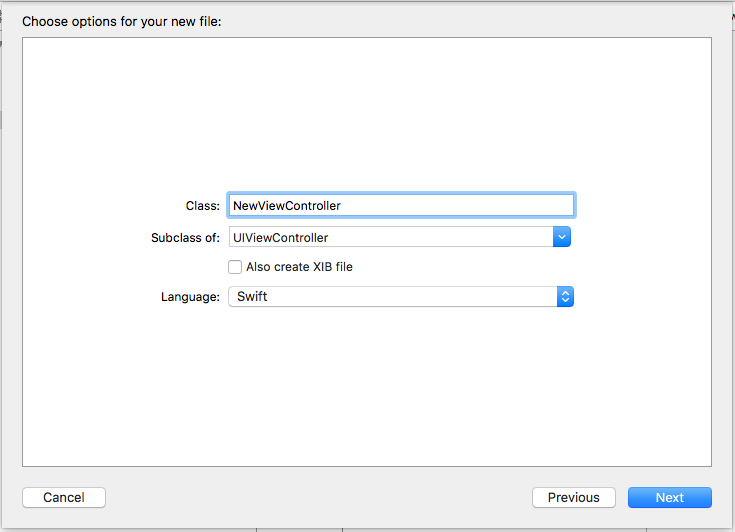 Choose options for your new file:
Class: NewViewController
Subclass of: UIViewController
Also create XIB file
Language: Swift
Cancel Previous Next